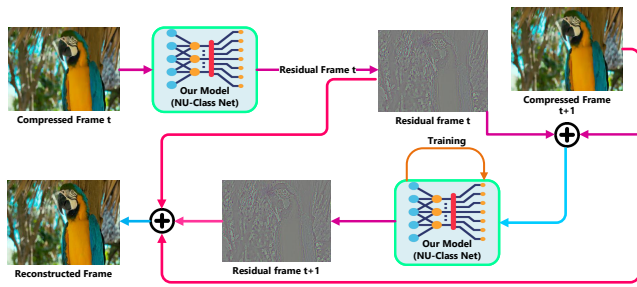 Compressed Frame t
Our Model
(NU-Class Net)
Residual Frame t
Residual frame t
Compressed Frame
t+1
Training
Our Model
(NU-Class Net)
Residual frame t+1
Reconstructed Frame